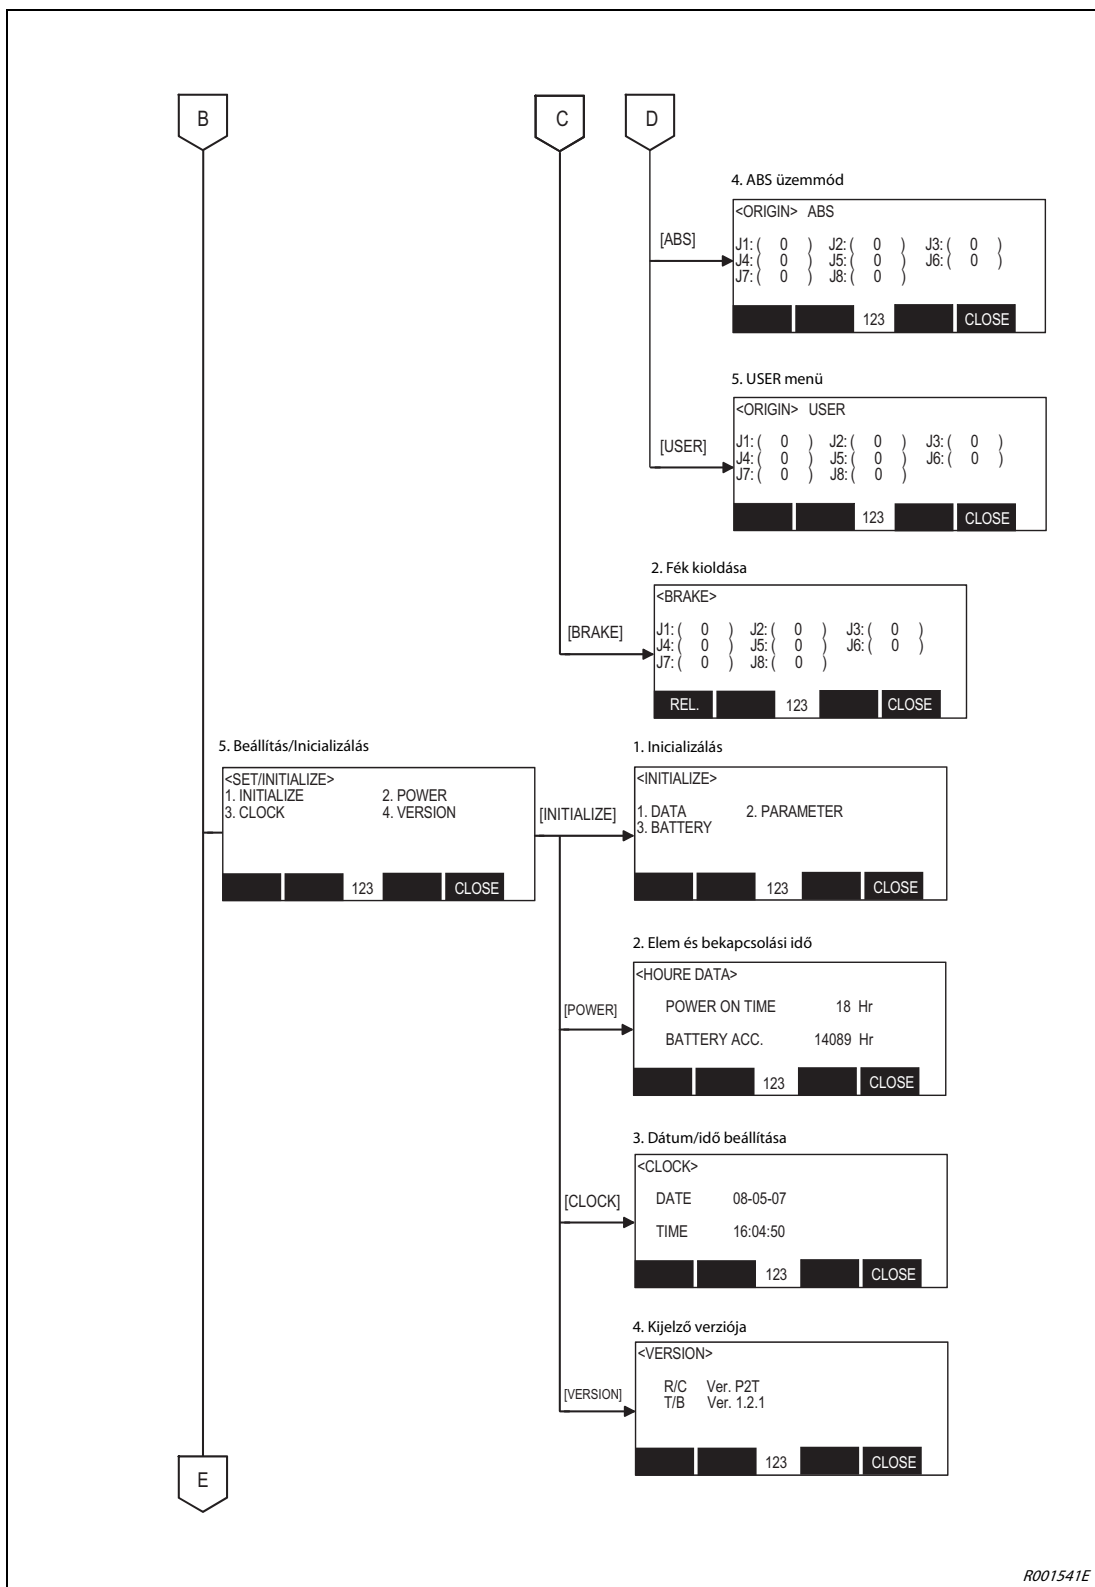 B
C
D
4. ABS üzemmód
<ORIGIN> ABS
[ABS]
J1: ( 0 ) J2: ( 0 ) J3: ( 0 )
J4: ( 0 ) J5: ( 0 ) J6: ( 0 )
J7: ( 0 ) J8: ( 0 )
123 CLOSE
5. USER menü
<ORIGIN> USER
[USER]
J1: ( 0 ) J2: ( 0 ) J3: ( 0 )
J4: ( 0 ) J5: ( 0 ) J6: ( 0 )
J7: ( 0 ) J8: ( 0 )
123 CLOSE
2. Fék kioldása
<BRAKE>
[BRAKE]
J1: ( 0 ) J2: ( 0 ) J3: ( 0 )
J4: ( 0 ) J5: ( 0 ) J6: ( 0 )
J7: ( 0 ) J8: ( 0 )
REL. 123 CLOSE
5. Beállítás/Inicializálás
<SET/INITIALIZE>
1. INITIALIZE 2. POWER
3. CLOCK 4. VERSION
123 CLOSE
[INITIALIZE]
1. Inicializálás
<INITIALIZE>
1. DATA 2. PARAMETER
3. BATTERY
123 CLOSE
2. Elem és bekapcsolási idő
<HOURE DATA>
[POWER]
POWER ON TIME 18 Hr
BATTERY ACC. 14089 Hr
123 CLOSE
3. Dátum/idő beállítása
<CLOCK>
[CLOCK]
DATE 08-05-07
TIME 16:04:50
123 CLOSE
4. Kijelző verziója
<VERSION>
[VERSION]
R/C Ver. P2T
T/B Ver. 1.2.1
123 CLOSE
E
R001541E